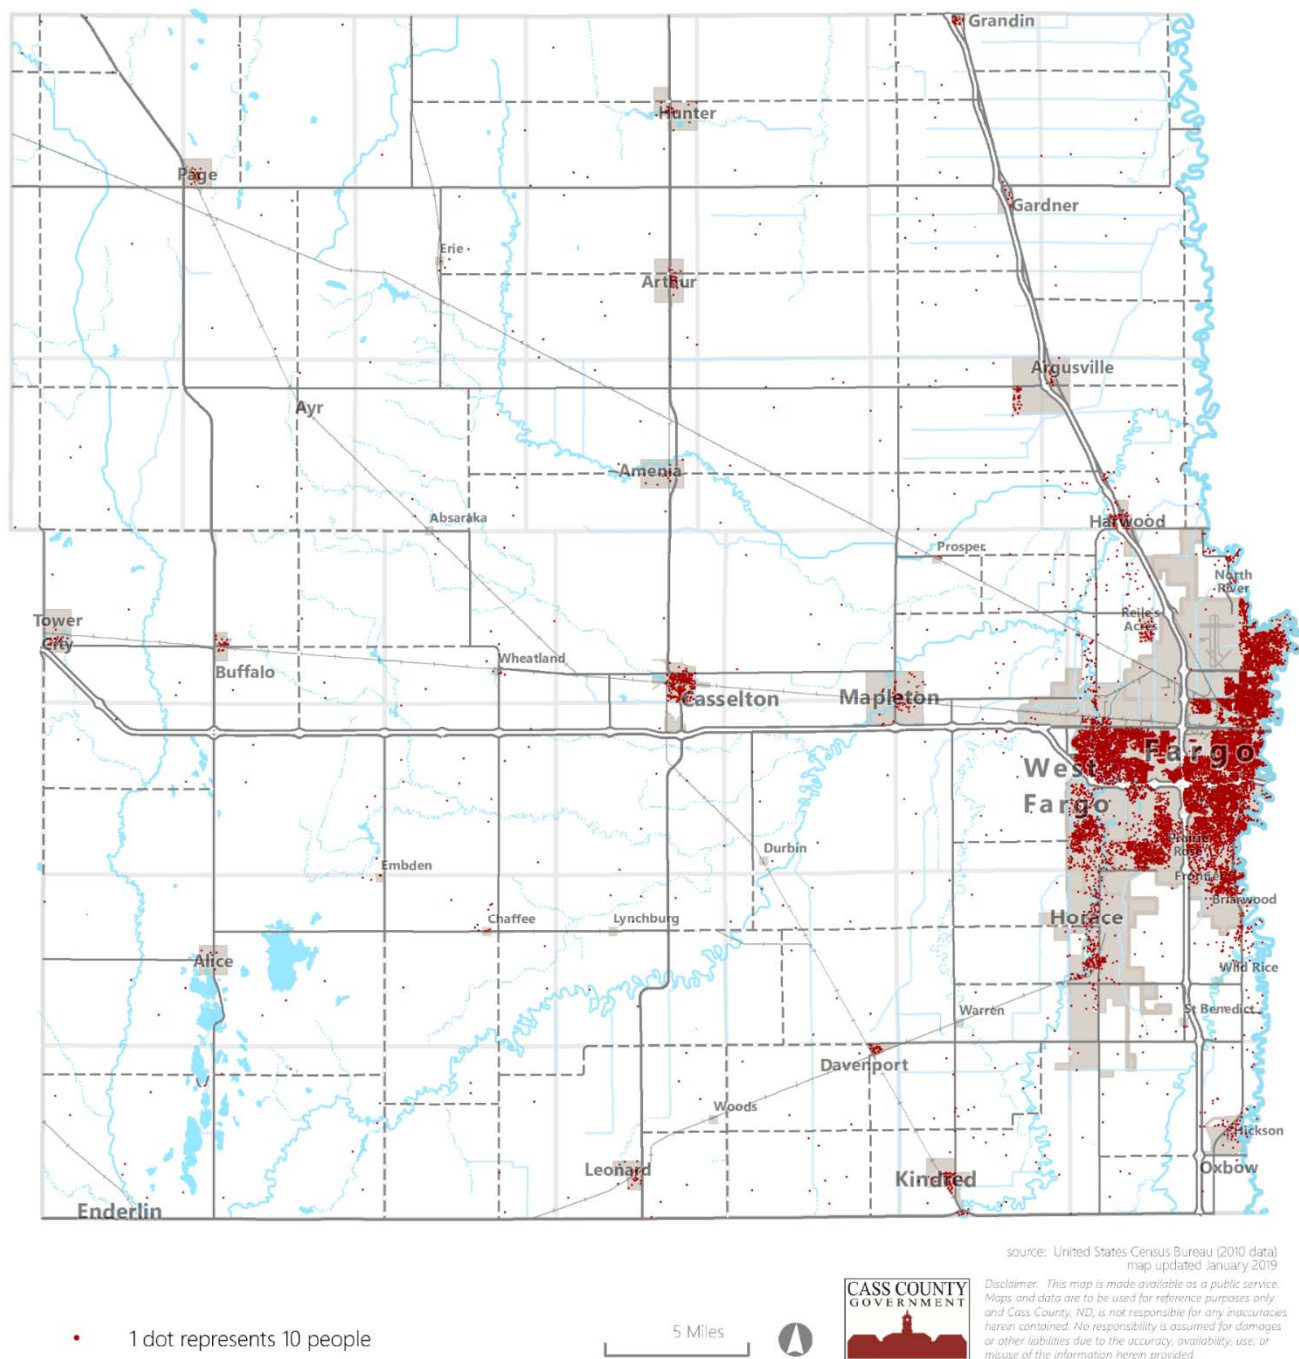 Grandin
Hunter
Page
Gardner
Erie
Arthur
Argusville
Ayr
Amenia
Absaraka
Harwood
Prosper
North
River
Reile's
Acres
Tower
City
Buffalo
Wheatland
Casselton
Mapleton
Fargo
West
Fargo
Durbin
Prairie
Rose
Embden
Frontier
Briarwood
Chaffee
Lynchburg
Horace
Alice
Wild Rice
Warren
St Benedict
Davenport
Woods
Hickson
Leonard
Kindred
Oxbow
Enderlin
source: United States Census Bureau (2010 data)
map updated January 2019
1 dot represents 10 people
5 Miles
CASS COUNTY
GOVERNMENT
Disclaimer: This map is made available as a public service.
Maps and data are to be used for reference purposes only
and Cass County, ND, is not responsible for any inaccuracies
herein contained. No responsibility is assumed for damages
or other liabilities due to the accuracy, availability, use, or
misuse of the information herein provided.